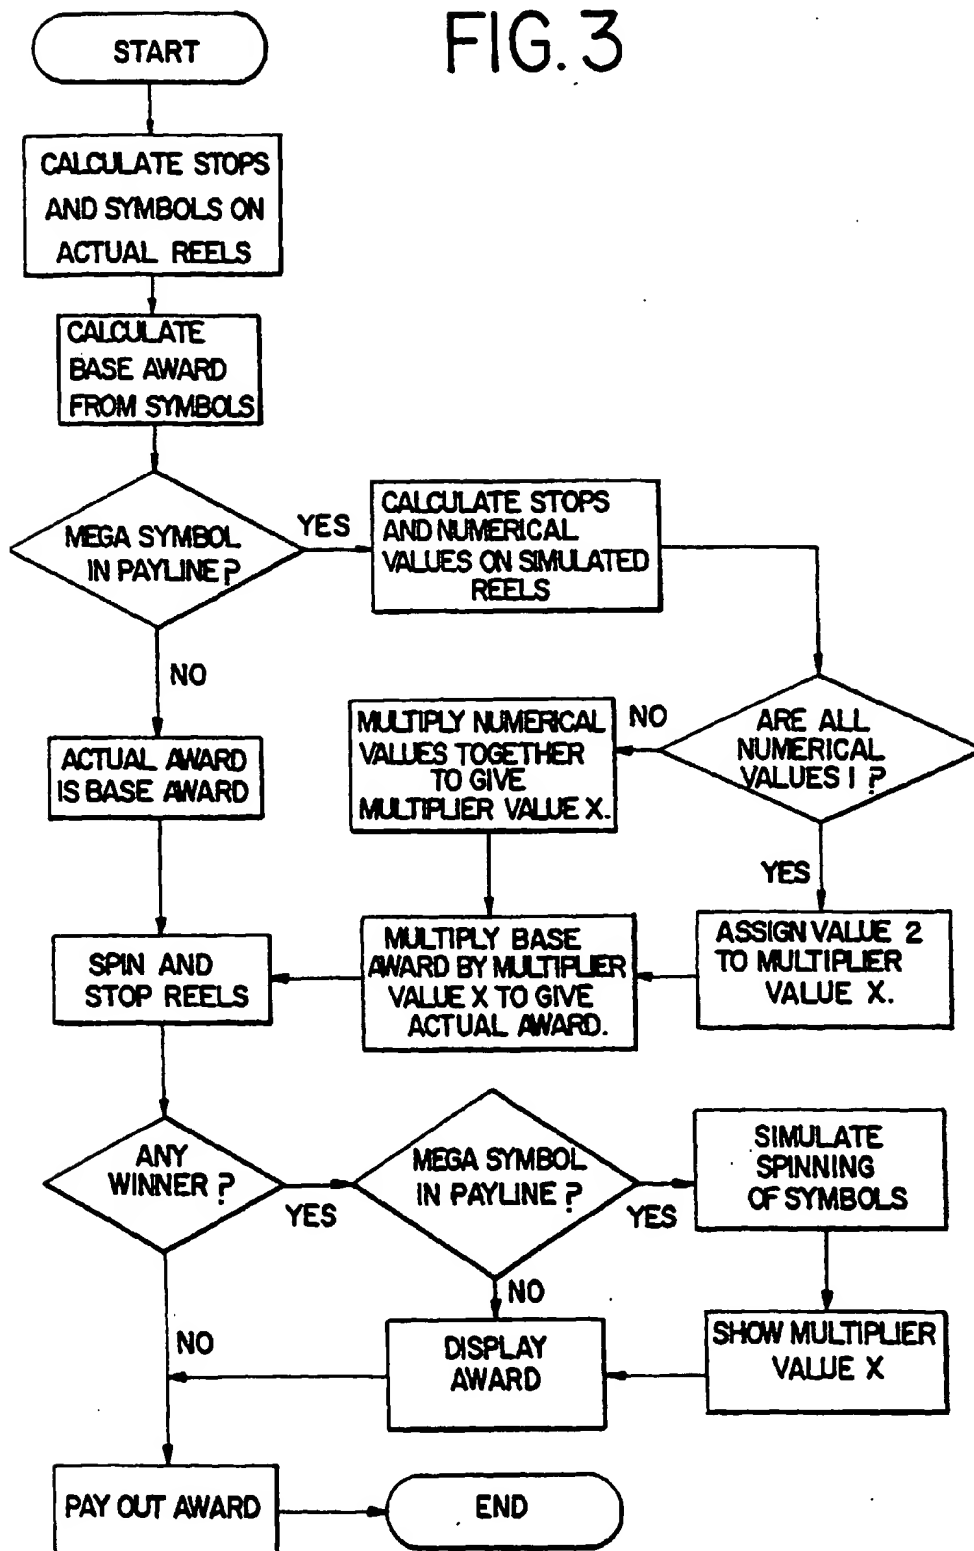 FIG. 3
START
CALCULATE STOPS
AND SYMBOLS ON
ACTUAL REELS
CALCULATE
BASE AWARD
FROM SYMBOLS
MEGA SYMBOL
IN PAYLINE?
YES
CALCULATE STOPS
AND NUMERICAL
VALUES ON SIMULATED
REELS
NO
ARE ALL
NUMERICAL
VALUES 1?
NO
MULTIPLY NUMERICAL
VALUES TOGETHER
TO GIVE
MULTIPLIER VALUE X.
ACTUAL AWARD
IS BASE AWARD
YES
ASSIGN VALUE 2
TO MULTIPLIER
VALUE X.
MULTIPLY BASE
AWARD BY MULTIPLIER
VALUE X TO GIVE
ACTUAL AWARD.
SPIN AND
STOP REELS
ANY
WINNER?
YES
MEGA SYMBOL
IN PAYLINE?
YES
SIMULATE
SPINNING
OF SYMBOLS
NO
NO
SHOW MULTIPLIER
VALUE X
DISPLAY
AWARD
PAY OUT AWARD
END